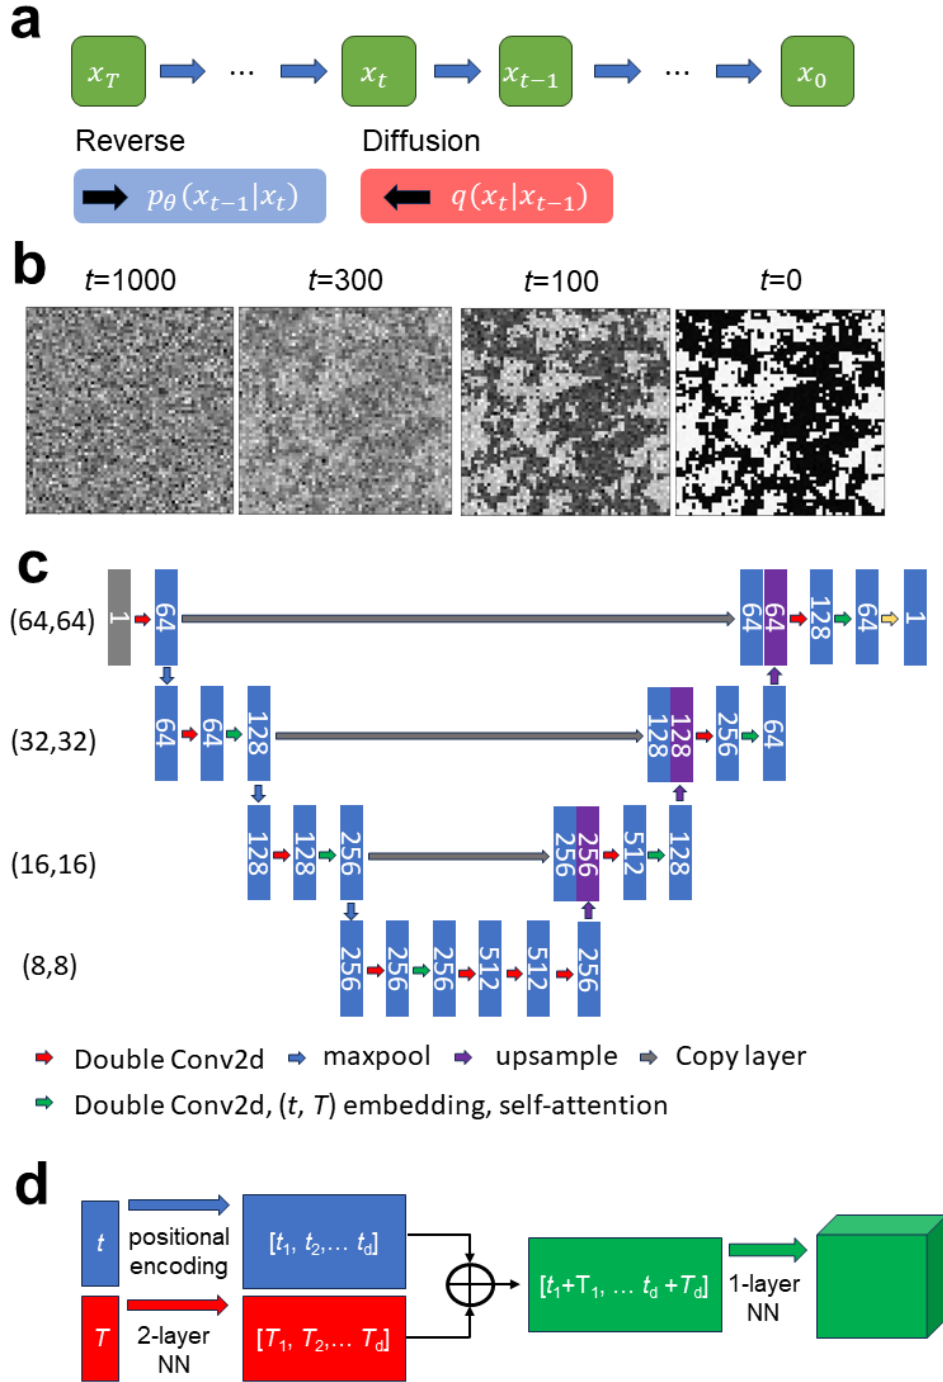 a
x_T ... x_t x_{t-1} ... x_0
Reverse Diffusion
p_θ(x_{t-1}|x_t) q(x_t|x_{t-1})
b
t=1000 t=300 t=100 t=0
c
(64,64) 1 64 64 64 128 64 1
(32,32) 64 64 128 128 128 256 64
(16,16) 128 128 256 256 256 512 128
(8,8) 256 256 256 512 512 256
Double Conv2d maxpool upsample Copy layer
Double Conv2d, (t, T) embedding, self-attention
d
t positional encoding [t_1, t_2,... t_d]
[t_1+T_1, ... t_d +T_d] 1-layer NN
T 2-layer NN [T_1, T_2,... T_d]